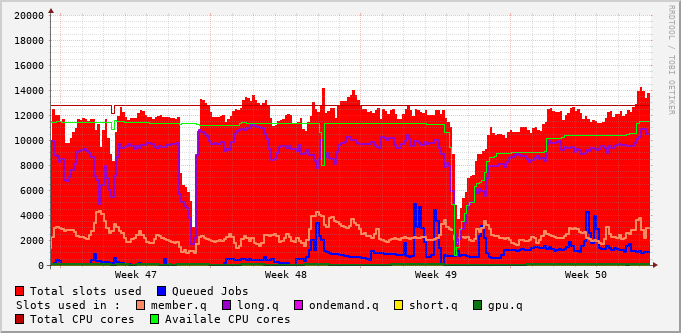 20000
18000
16000
14000
12000
10000
8000
6000
4000
2000
0
Week 47 Week 48 Week 49 Week 50
Total slots used Queued Jobs
Slots used in : member.q long.q ondemand.q short.q gpu.q
Total CPU cores Availale CPU cores
RRDTOOL / TOBI OETIKER